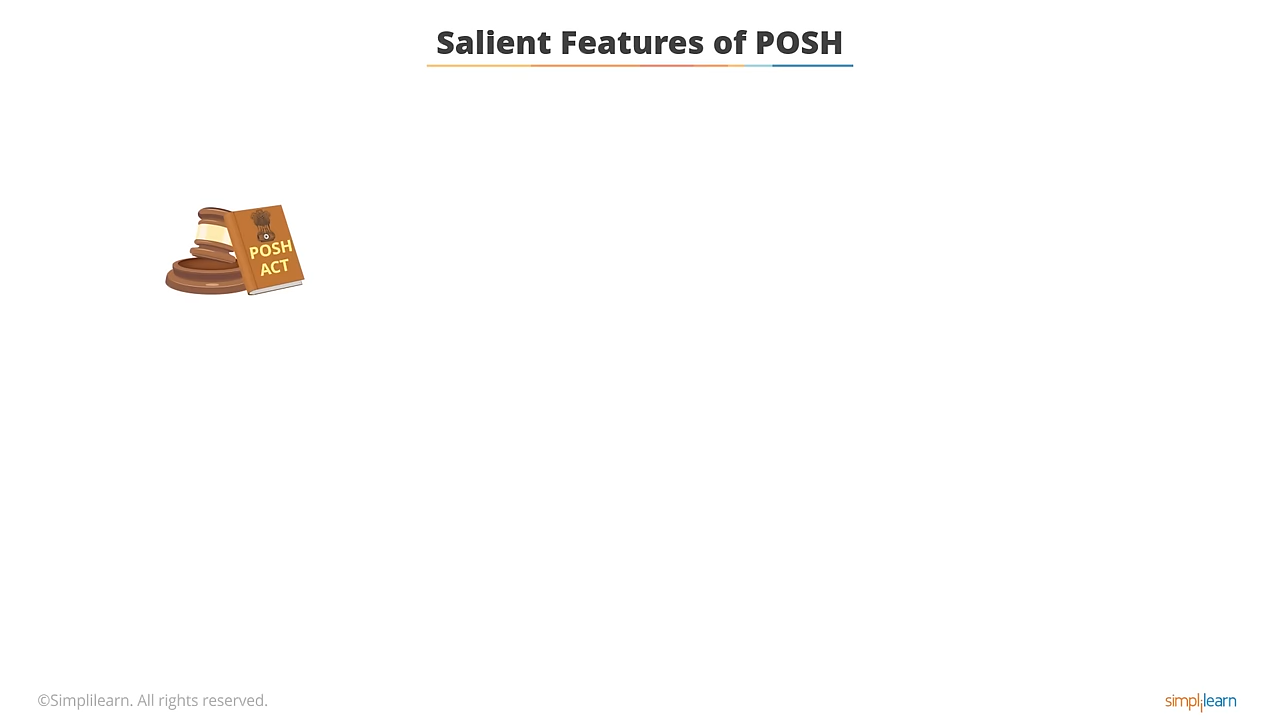 Salient Features of POSH
POSH
ACT
©Simplilearn. All rights reserved.
simplilearn